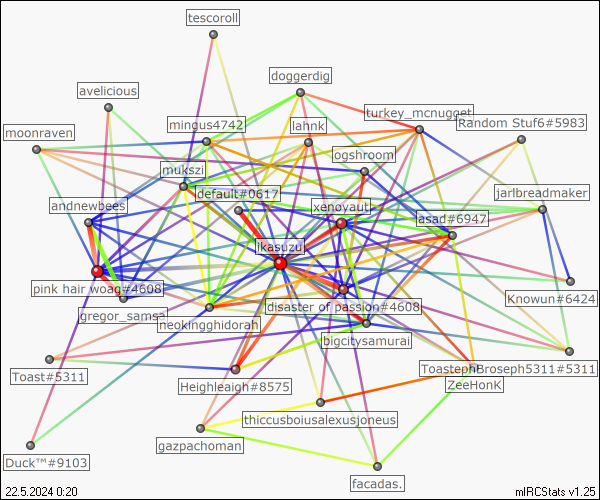 tescoroll
doggerdig
avelicious
turkey_mcnugget
Random Stuf6#5983
mingus4742
lahnk
moonraven
ogshroom
mukszi
default#0617
jarlbreadmaker
andnewbees
xenoyaut
asad#6947
ikasuzu
pink hair woag#4608
Knowun#6424
disaster of passion#4608
gregor_samsa
neokingghidorah
bigcitysamurai
Toast#5311
ToastephBroseph5311#5311
Heighleaigh#8575
ZeeHonK
thiccusboiusalexusjoneus
gazpachoman
Duck™#9103
facadas.
22.5.2024 0:20
mIRCStats v1.25